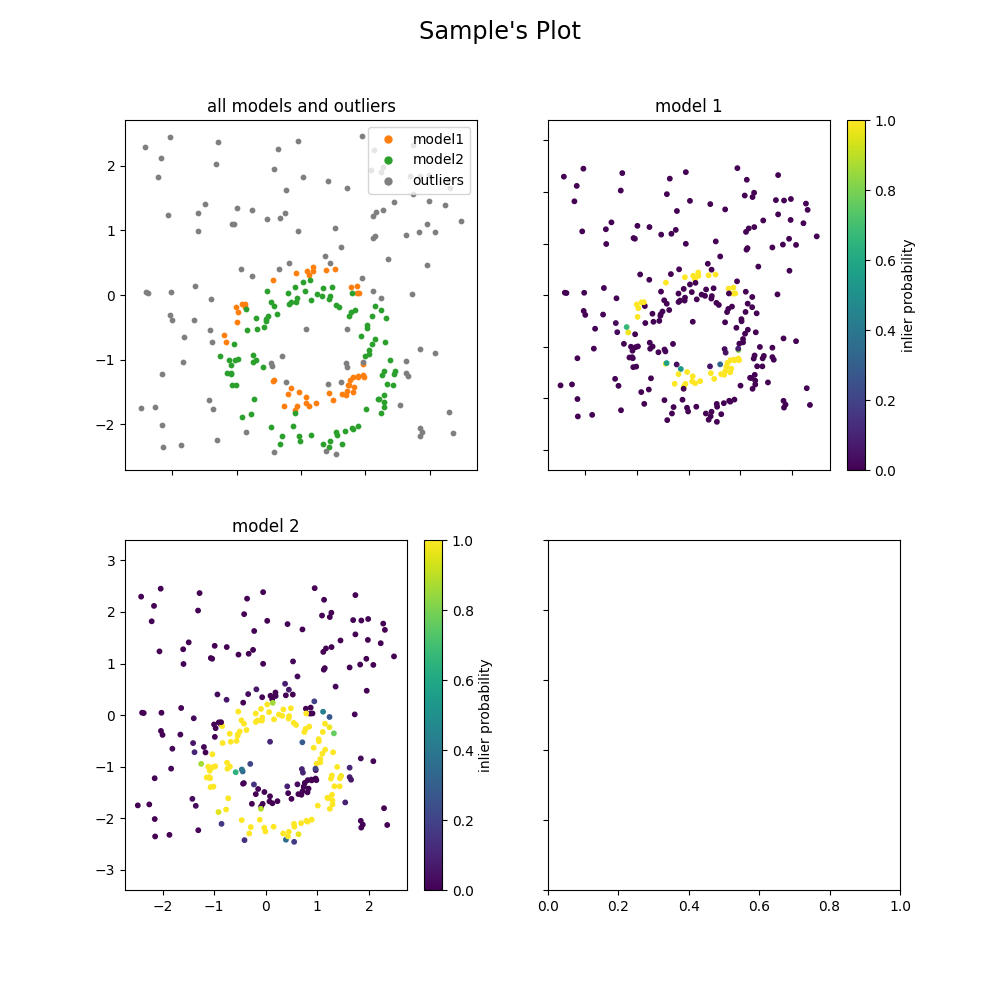 Sample's Plot
all models and outliers
model1
model2
outliers
2
1
0
−1
−2
model 1
1.0
0.8
0.6
0.4
0.2
0.0
inlier probability
model 2
3
2
1
0
−1
−2
−3
−2 −1 0 1 2
1.0
0.8
0.6
0.4
0.2
0.0
inlier probability
0.0 0.2 0.4 0.6 0.8 1.0